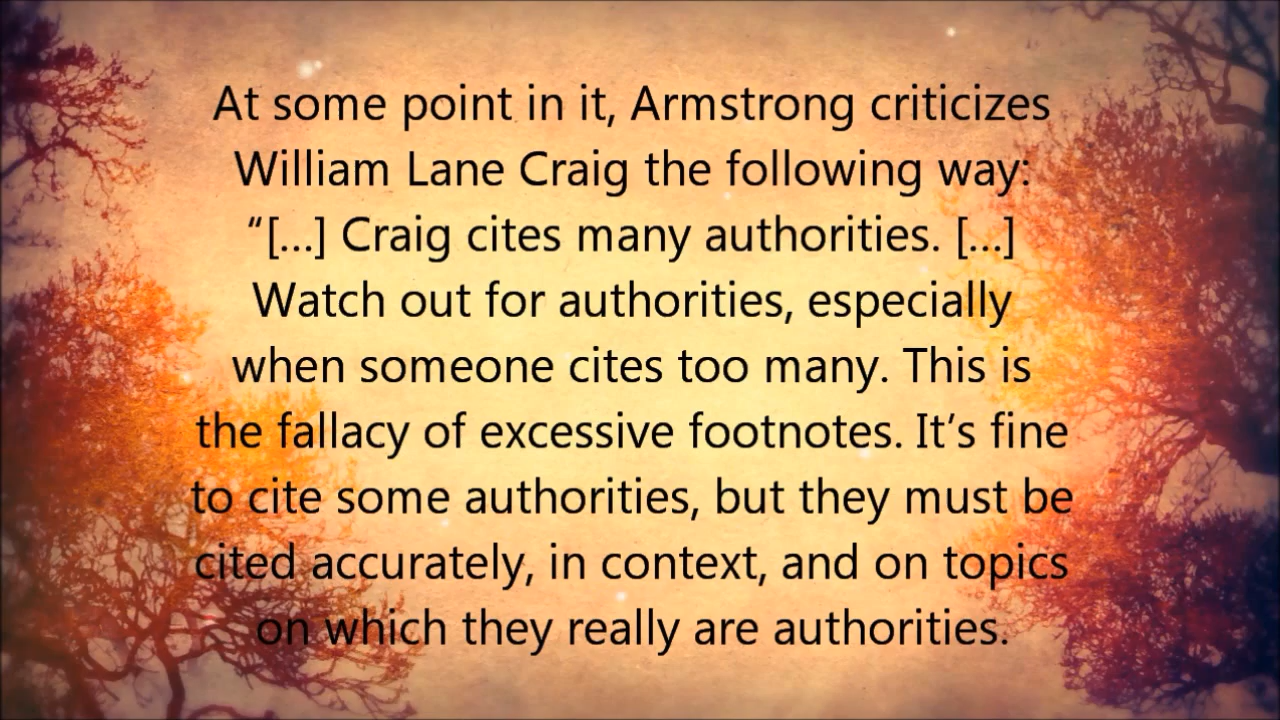 At some point in it, Armstrong criticizes
William Lane Craig the following way:
“[…] Craig cites many authorities. […]
Watch out for authorities, especially
when someone cites too many. This is
the fallacy of excessive footnotes. It’s fine
to cite some authorities, but they must be
cited accurately, in context, and on topics
on which they really are authorities.